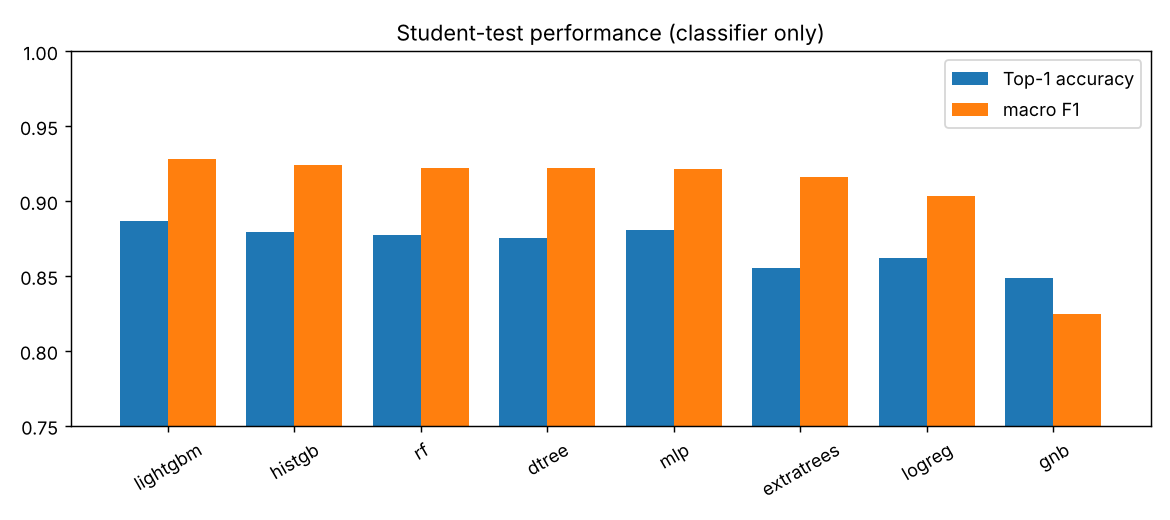 Student-test performance (classifier only)
1.00
0.95
0.90
0.85
0.80
0.75
Top-1 accuracy
macro F1
lightgbm
histgb
rf
dtree
mlp
extratrees
logreg
gnb